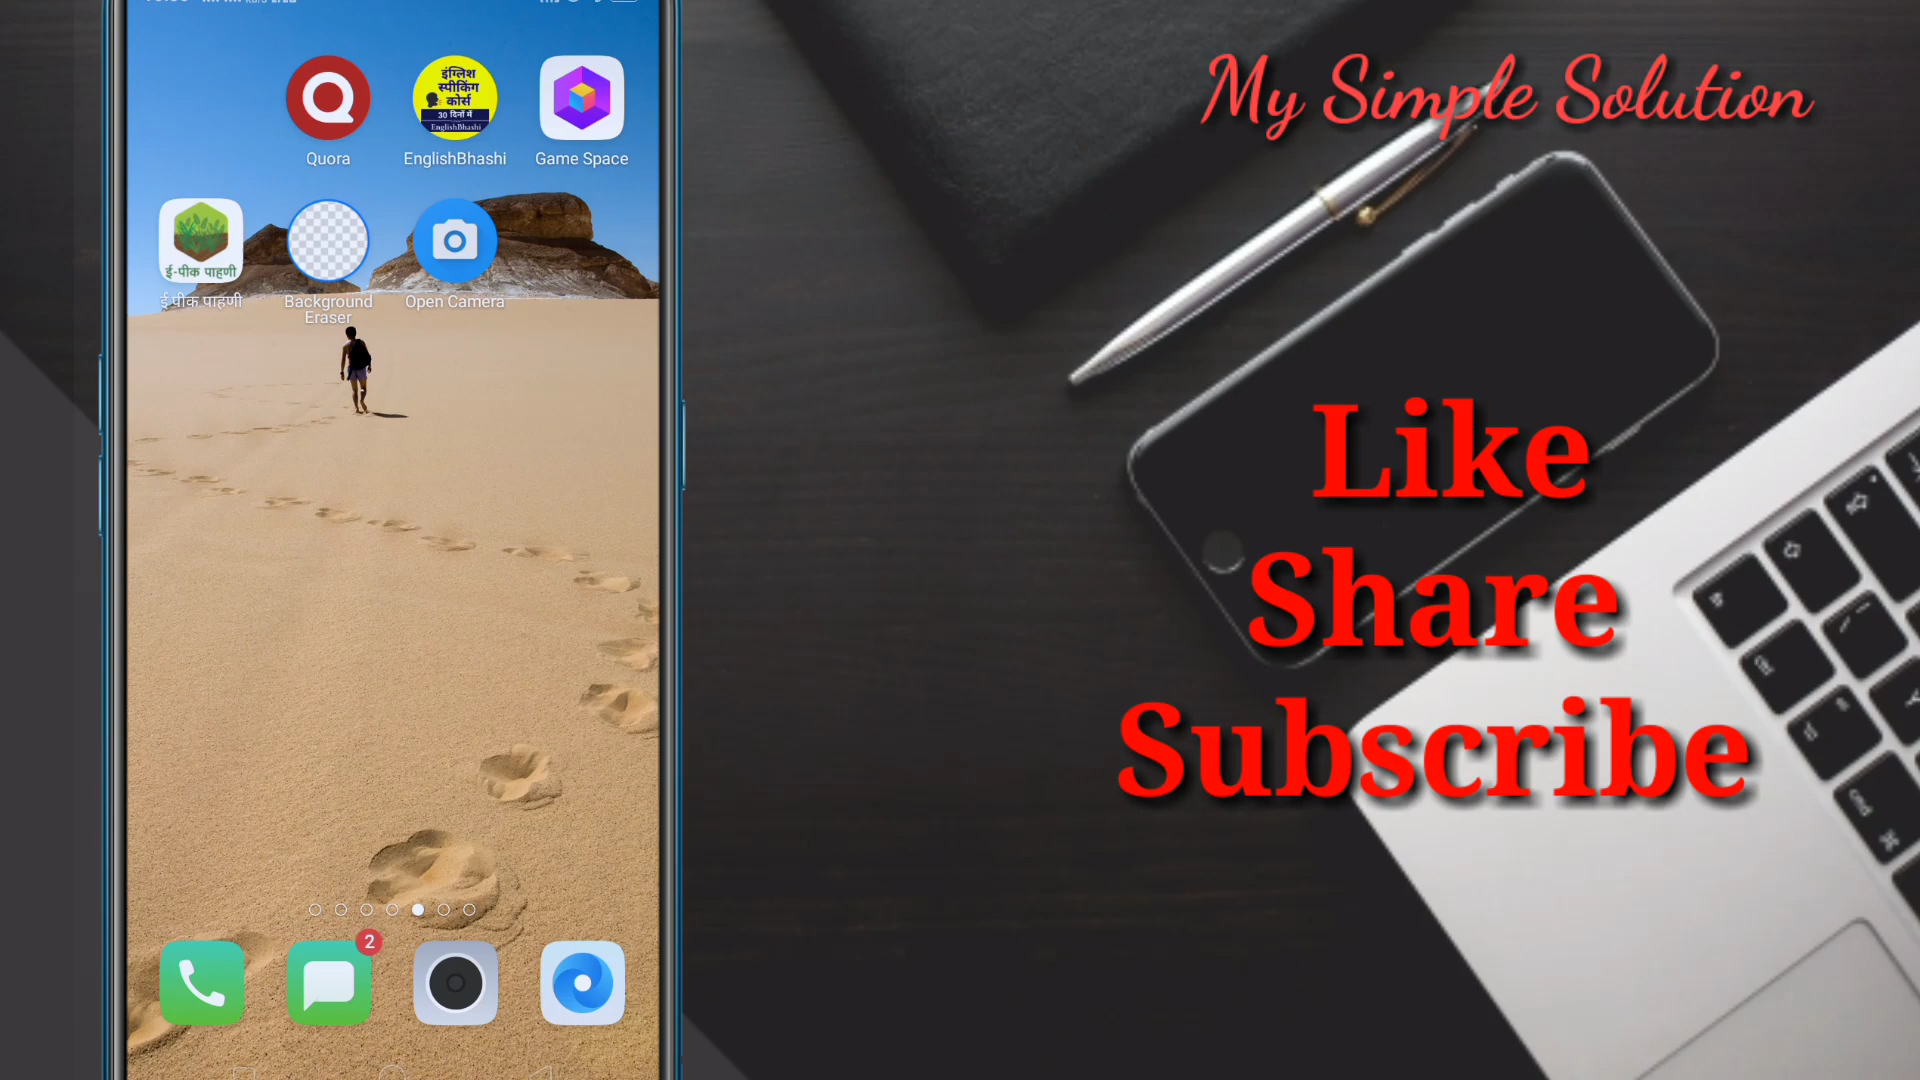 My Simple Solution
इंग्लिश
स्पीकिंग
कोर्स
30 दिनों में
EnglishBhashi
Quora
EnglishBhashi
Game Space
ई-पीक पाहणी
ई पीक पाहणी
Background
Eraser
Open Camera
Like
Share
Subscribe
2